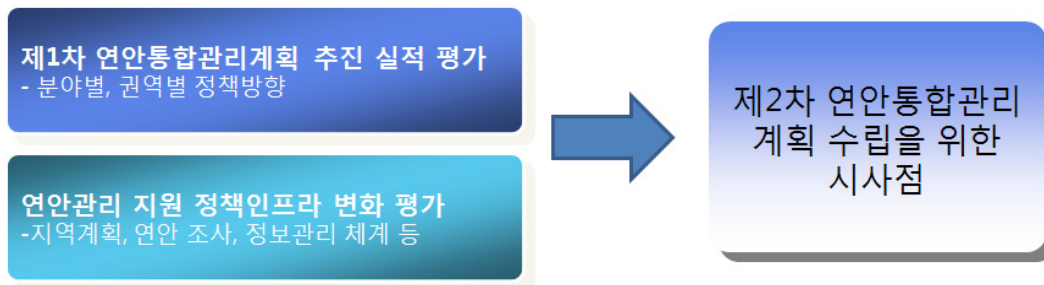 제1차 연안통합관리계획 추진 실적 평가
- 분야별, 권역별 정책방향
연안관리 지원 정책인프라 변화 평가
-지역계획, 연안 조사, 정보관리 체계 등
제2차 연안통합관리
계획 수립을 위한
시사점